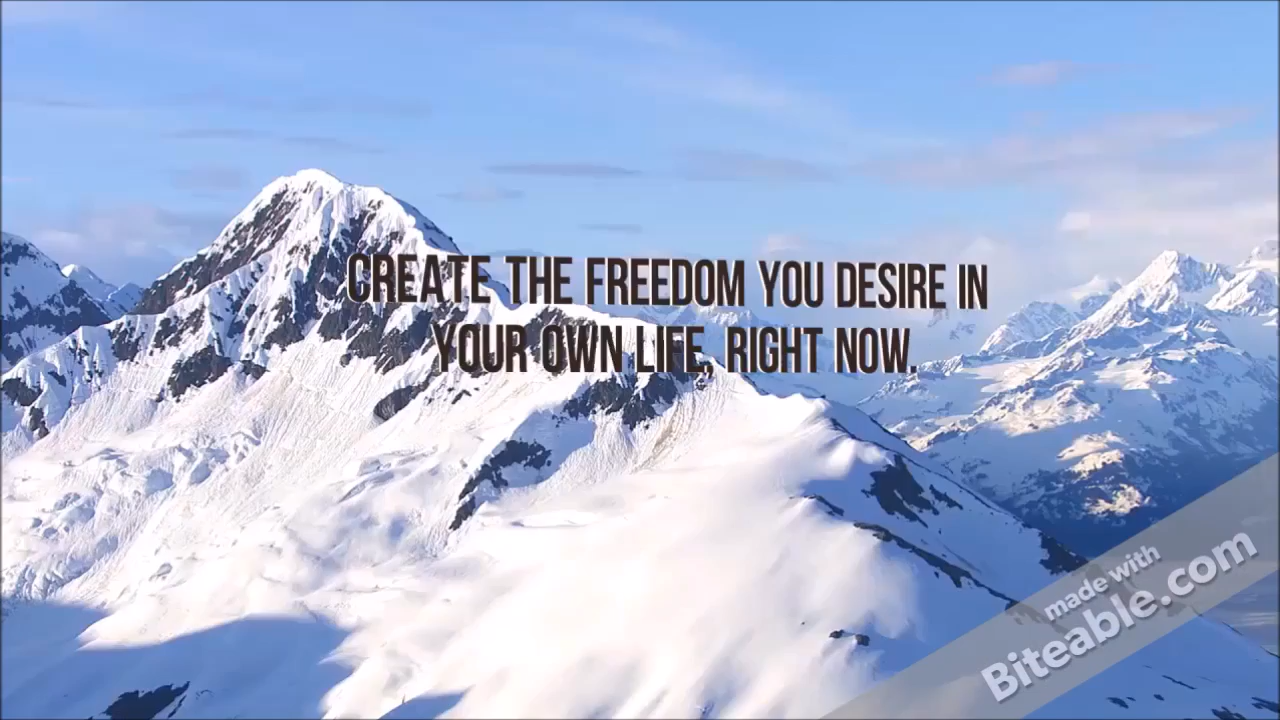 CREATE THE FREEDOM YOU DESIRE IN
YOUR OWN LIFE, RIGHT NOW.
made with
Biteable.com